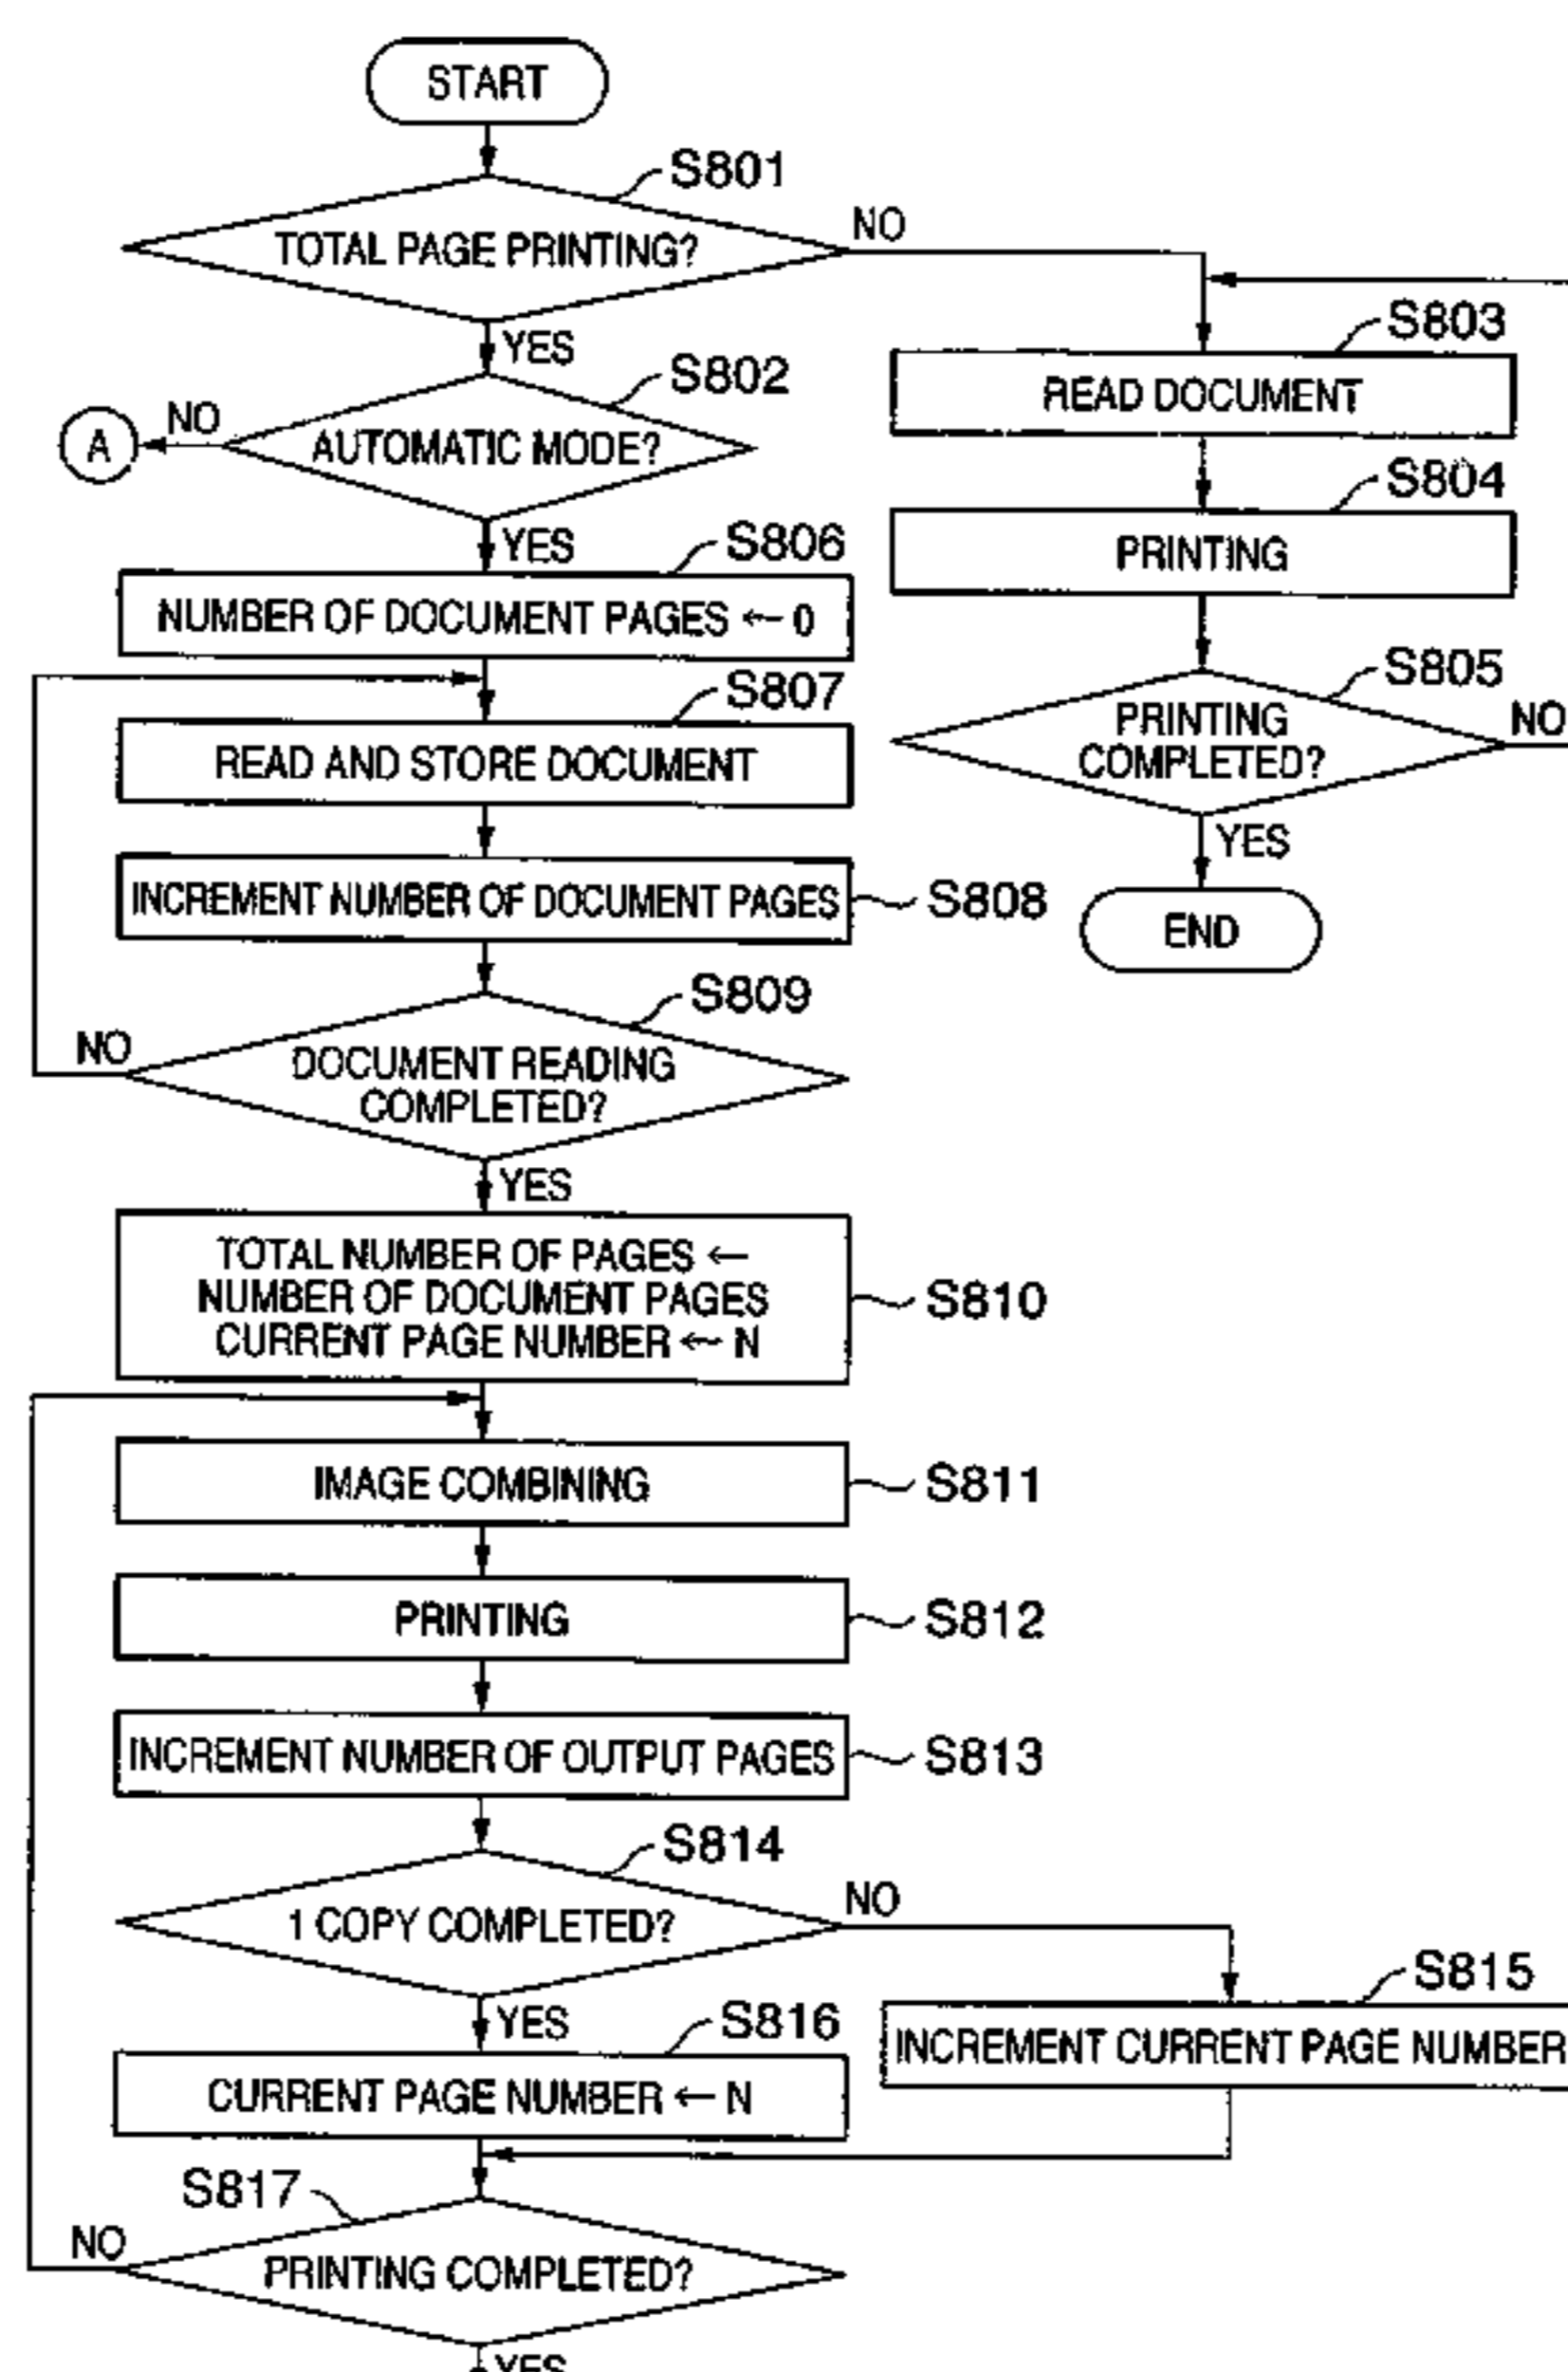 START
S801
TOTAL PAGE PRINTING?
NO
YES
S802
A
NO
AUTOMATIC MODE?
YES
S803
READ DOCUMENT
S804
PRINTING
S805
PRINTING
COMPLETED?
NO
YES
END
S806
NUMBER OF DOCUMENT PAGES ← 0
S807
READ AND STORE DOCUMENT
INCREMENT NUMBER OF DOCUMENT PAGES
S808
S809
NO
DOCUMENT READING
COMPLETED?
YES
TOTAL NUMBER OF PAGES ←
NUMBER OF DOCUMENT PAGES
CURRENT PAGE NUMBER ← N
S810
IMAGE COMBINING
S811
PRINTING
S812
INCREMENT NUMBER OF OUTPUT PAGES
S813
S814
1 COPY COMPLETED?
NO
YES
S815
INCREMENT CURRENT PAGE NUMBER
S816
CURRENT PAGE NUMBER ← N
S817
NO
PRINTING COMPLETED?
YES